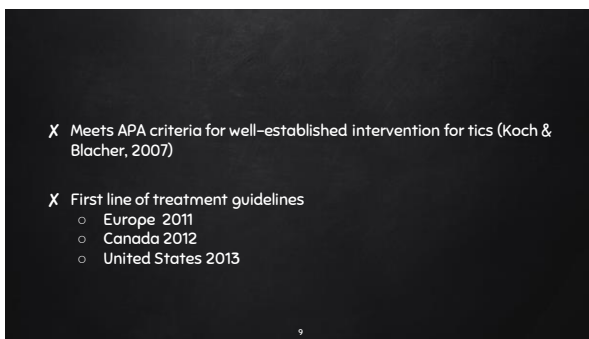 ✗ Meets APA criteria for well-established intervention for tics (Koch &
Blacher, 2007)
✗ First line of treatment guidelines
○ Europe 2011
○ Canada 2012
○ United States 2013
9